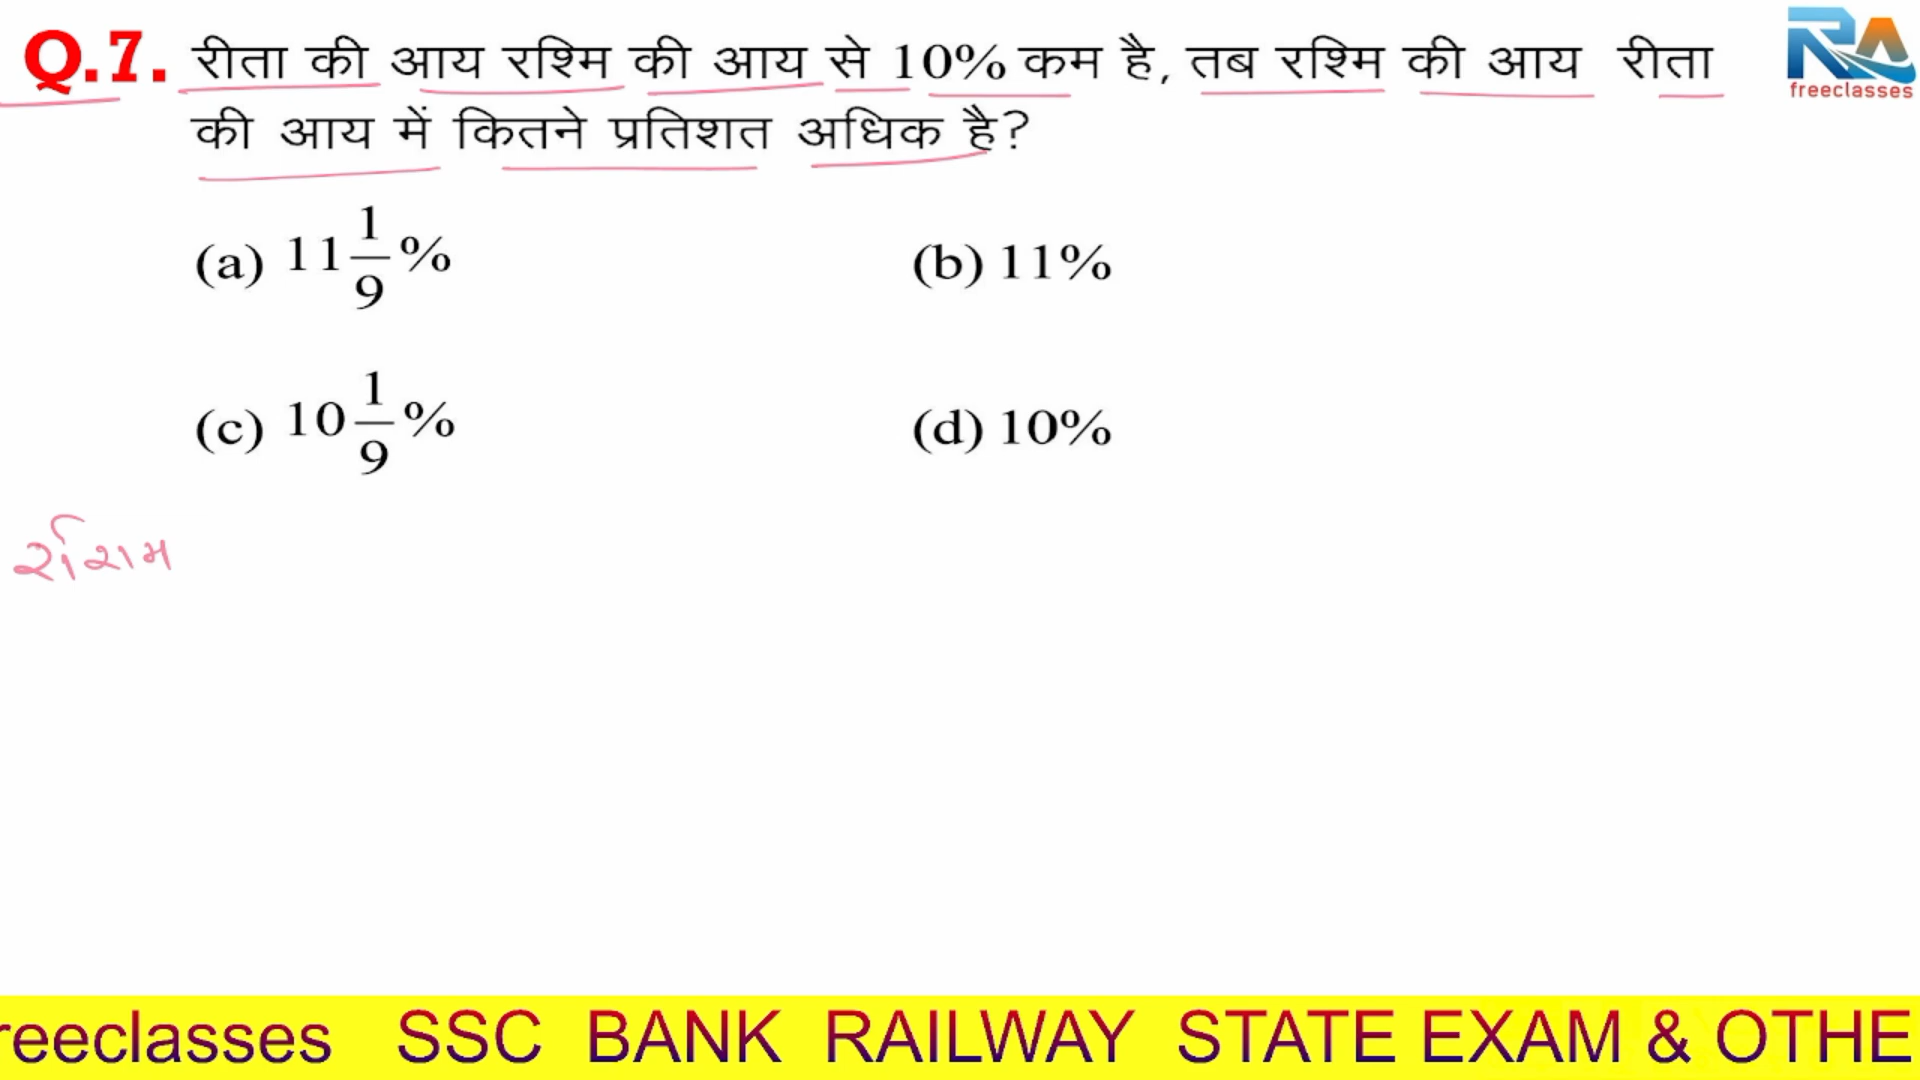 Q.7. रीता की आय रश्मि की आय से 10% कम है, तब रश्मि की आय रीता
की आय में कितने प्रतिशत अधिक है?
RA
freeclasses
(a) 11 1/9 %
(b) 11%
(c) 10 1/9 %
(d) 10%
reeclasses SSC BANK RAILWAY STATE EXAM & OTHE